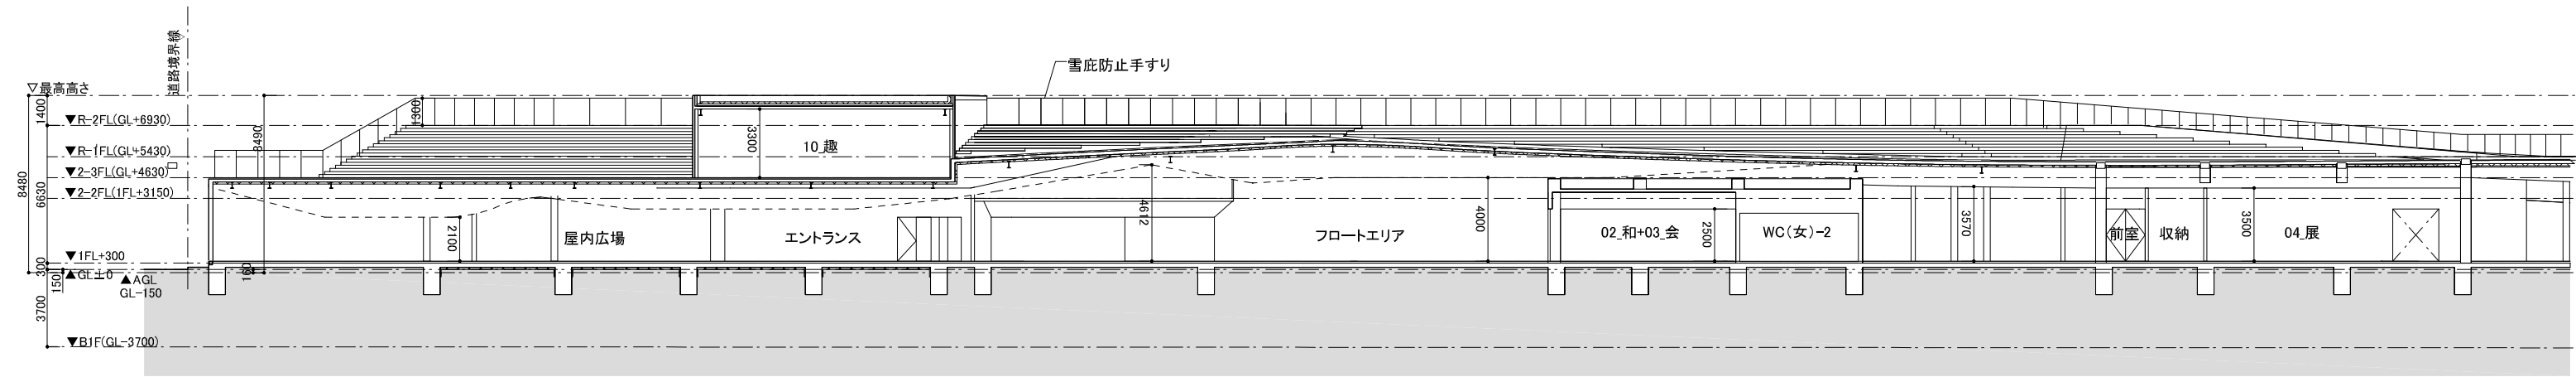 道路境界線
雪庇防止手すり
▽最高高さ
1400
1300
▼R-2FL(GL+6930)
8490
3300
10_趣
▼R-1FL(GL+5430)
▼2-3FL(GL+4630)
8480
6630
▼2-2FL(1FL+3150)
4612
4000
2100
屋内広場
エントランス
フロートエリア
2500
02_和+03_会
WC(女)-2
3570
前室
収納
3500
04_展
▼1FL+300
300
160
▲GL±0
150
▲AGL
GL-150
3700
▼B1F(GL-3700)